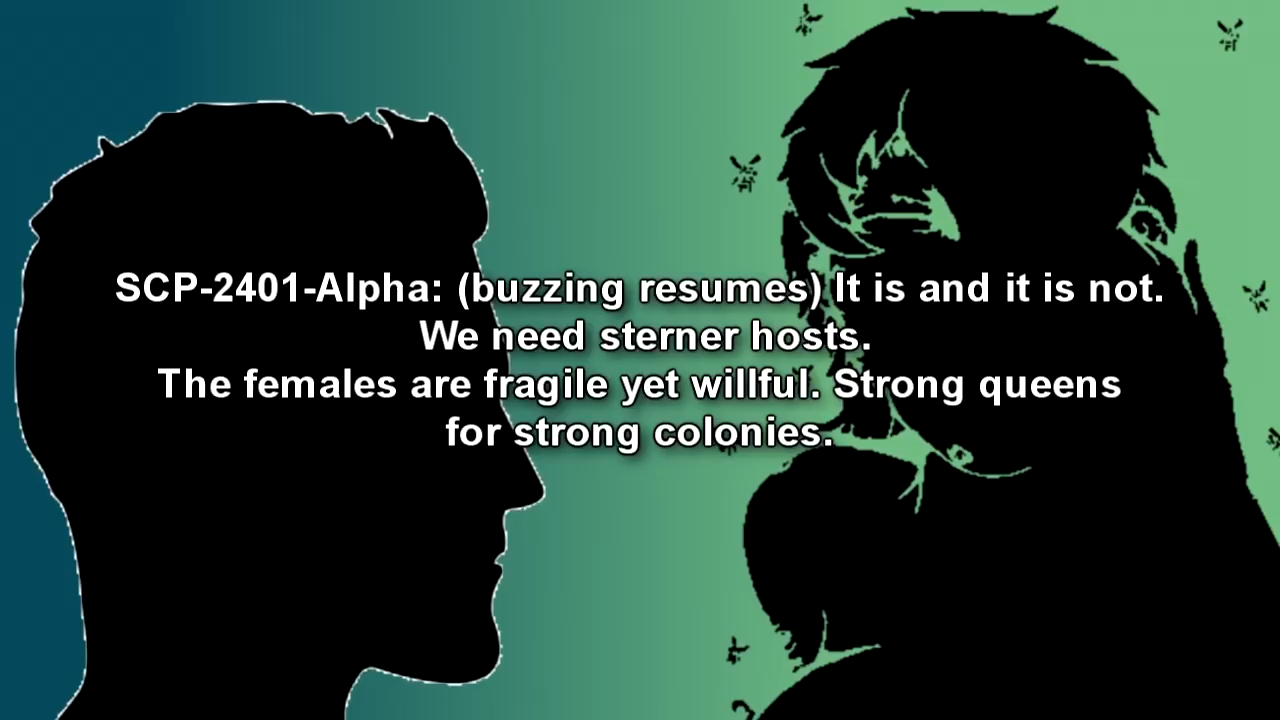 SCP-2401-Alpha: (buzzing resumes) It is and it is not.
We need sterner hosts.
The females are fragile yet willful. Strong queens
for strong colonies.